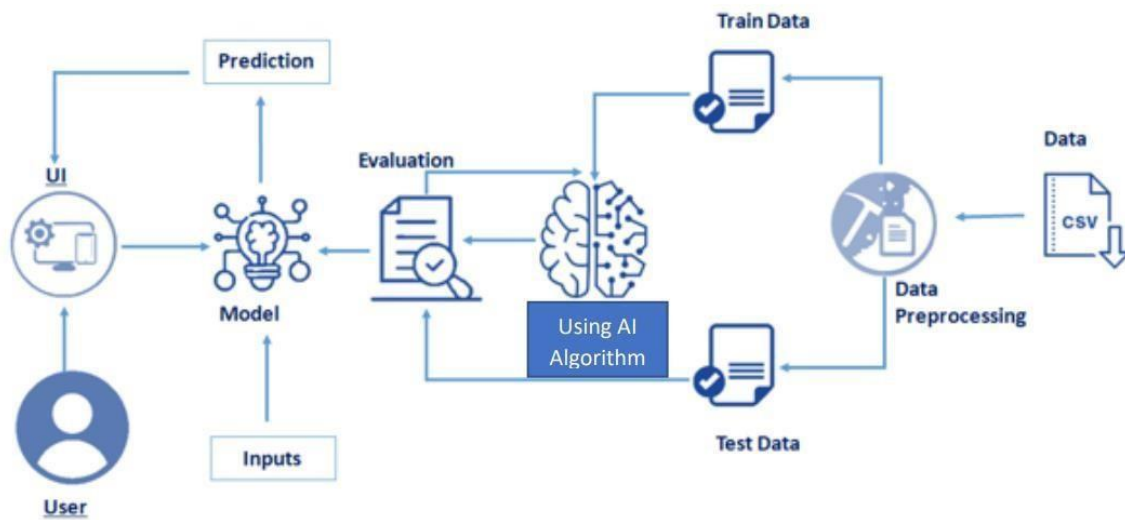 Train Data
Prediction
Data
Evaluation
UI
CSV
Model
Data
Preprocessing
Using AI
Algorithm
Inputs
Test Data
User